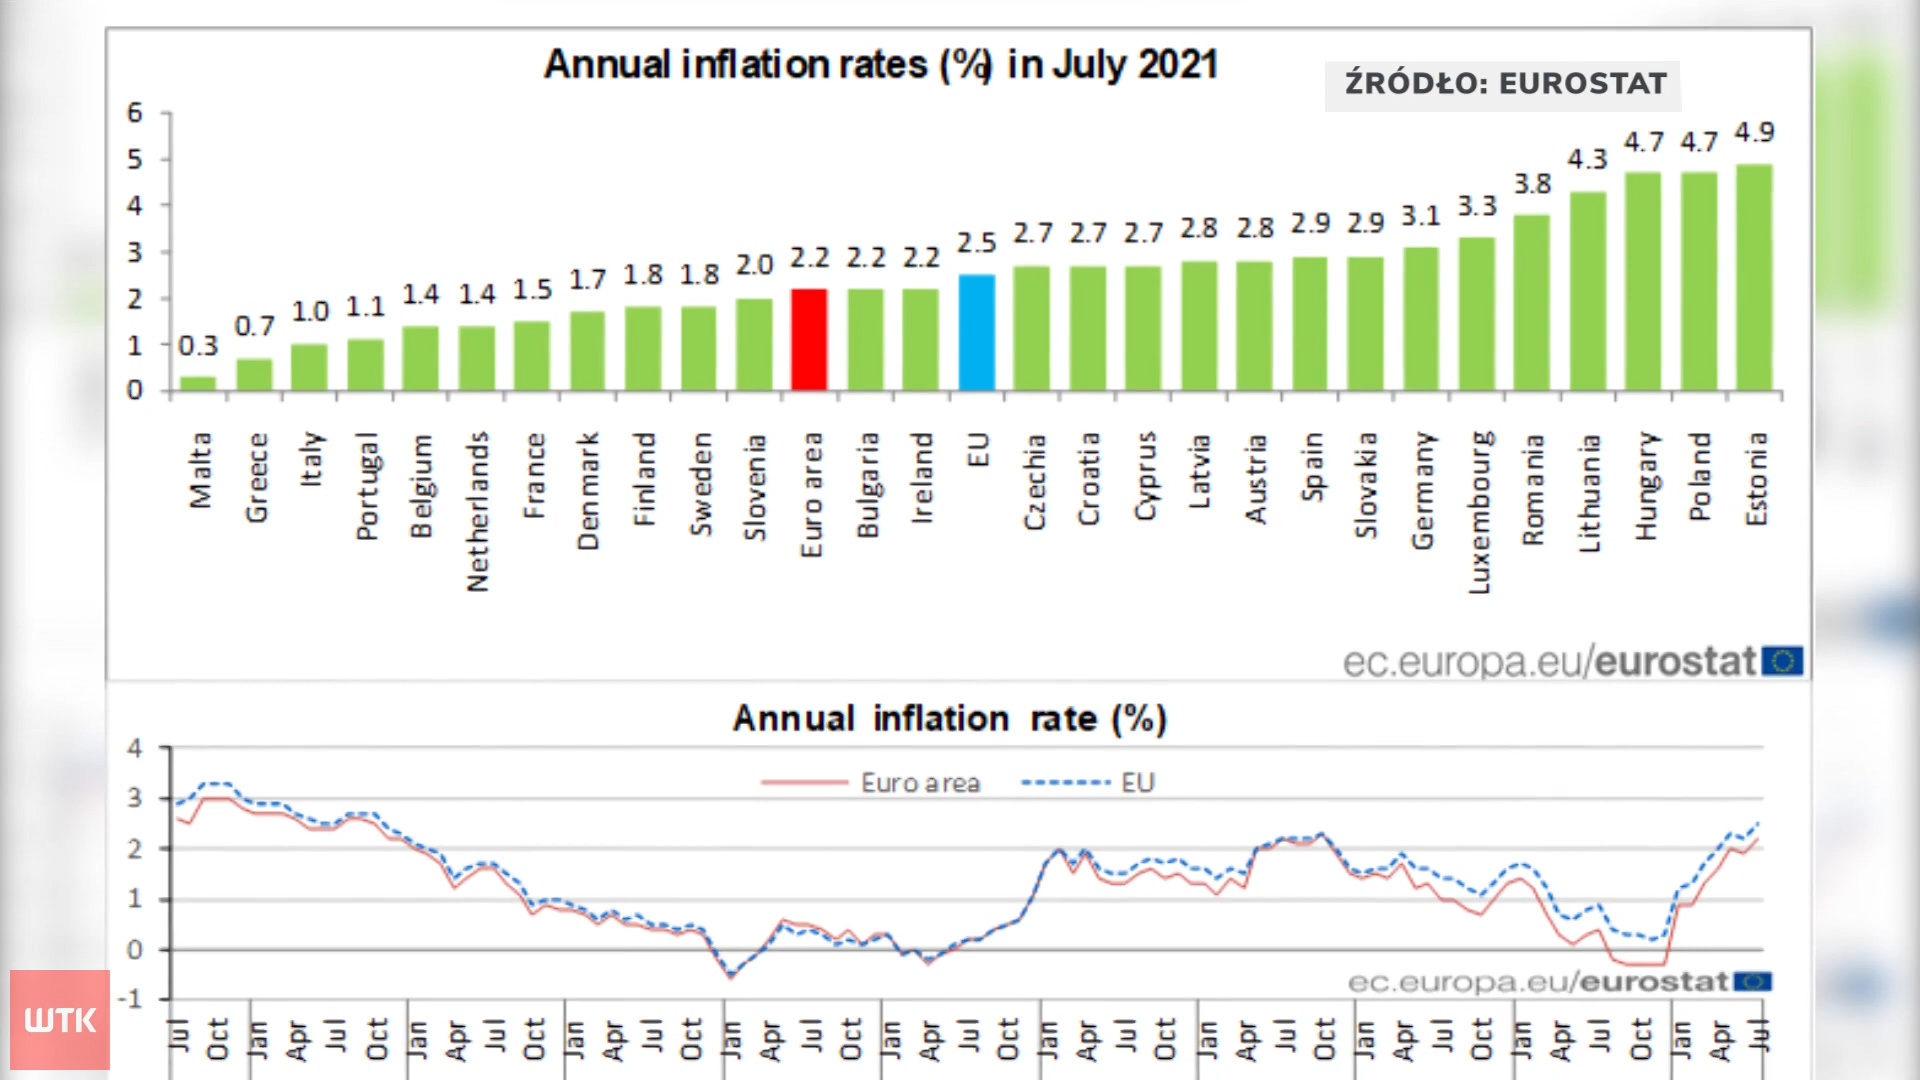 Annual inflation rates (%) in July 2021
ŹRÓDŁO: EUROSTAT
6
5
4
3
2
1
0
0.3
0.7
1.0
1.1
1.4
1.4
1.5
1.7
1.8
1.8
2.0
2.2
2.2
2.2
2.5
2.7
2.7
2.7
2.8
2.8
2.9
2.9
3.1
3.3
3.8
4.3
4.7
4.7
4.9
Malta
Greece
Italy
Portugal
Belgium
Netherlands
France
Denmark
Finland
Sweden
Slovenia
Euro area
Bulgaria
Ireland
EU
Czechia
Croatia
Cyprus
Latvia
Austria
Spain
Slovakia
Germany
Luxembourg
Romania
Lithuania
Hungary
Poland
Estonia
ec.europa.eu/eurostat
Annual inflation rate (%)
Euro area
EU
4
3
2
1
0
-1
ec.europa.eu/eurostat
Jul
Oct
Jan
Apr
Jul
Oct
Jan
Apr
Jul
Oct
Jan
Apr
Jul
Oct
Jan
Apr
Jul
Oct
Jan
Apr
Jul
Oct
Jan
Apr
Jul
Oct
Jan
Apr
Jul
Oct
Jan
Apr
Jul
Oct
Jan
Apr
Jul
Oct
Jan
Apr
Jul
WTK